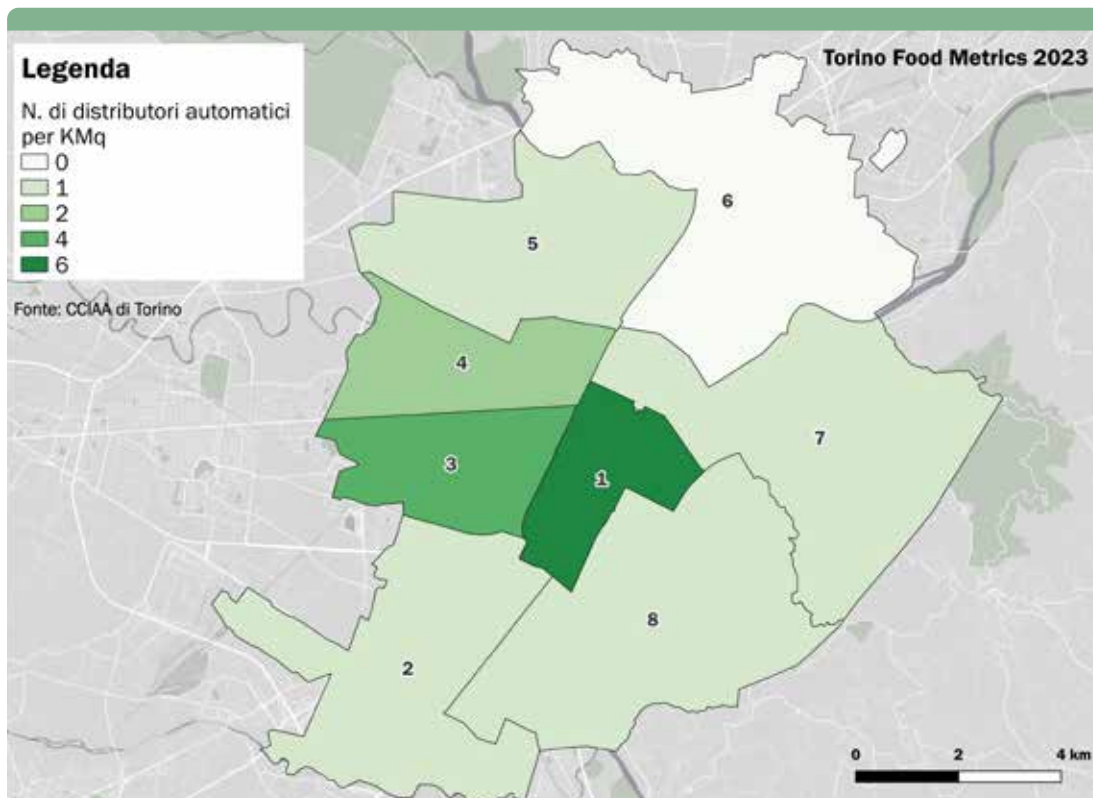 Torino Food Metrics 2023
Legenda
N. di distributori automatici
per KMq
0
1
2
4
6
Fonte: CCIAA di Torino
6
5
4
7
3
1
8
2
0 2 4 km